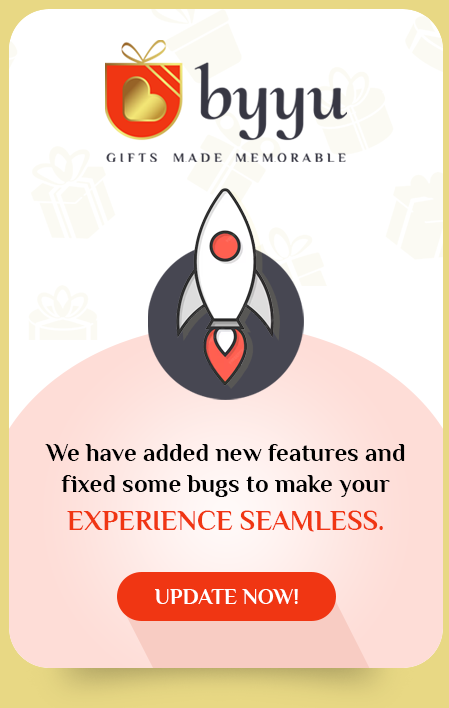 byyu
GIFTS MADE MEMORABLE
We have added new features and
fixed some bugs to make your
EXPERIENCE SEAMLESS.
UPDATE NOW!